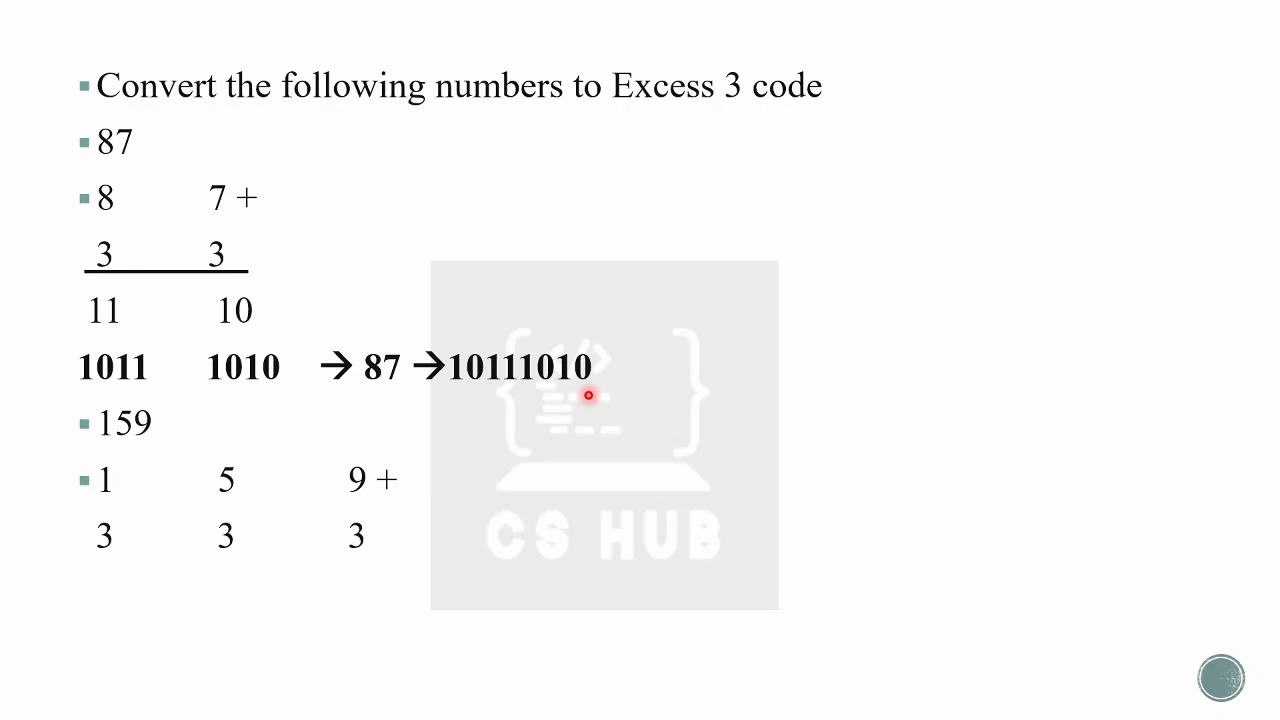 Convert the following numbers to Excess 3 code
87
8 7 +
3 3
11 10
1011 1010 → 87 →10111010
159
1 5 9 +
3 3 3
{ </> }
CS HUB